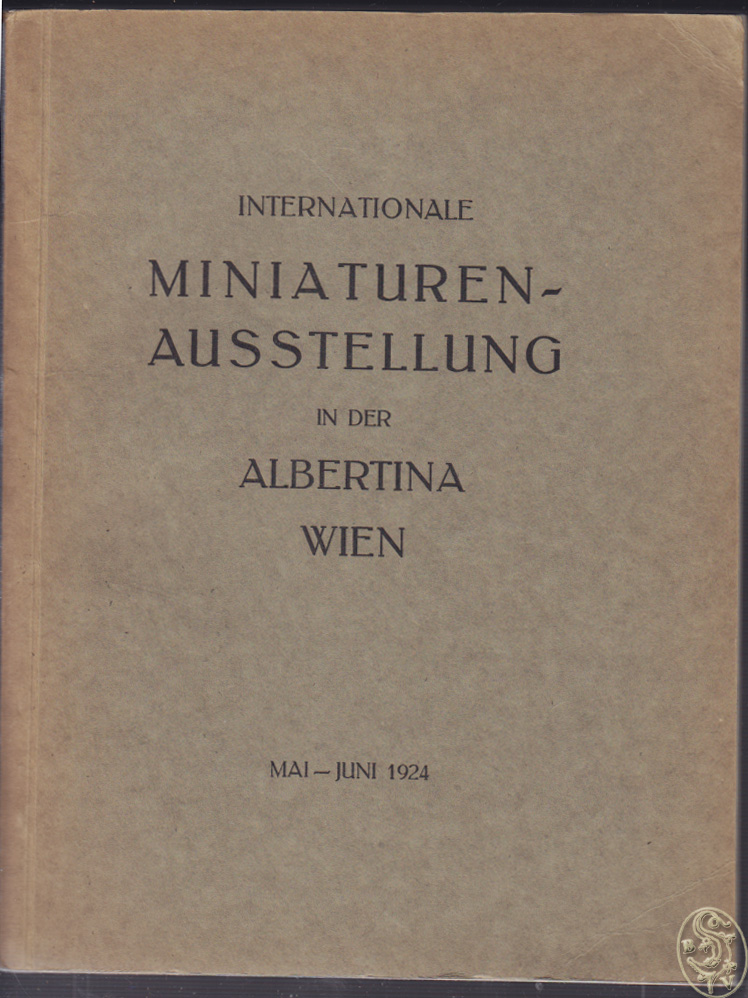 INTERNATIONALE
MINIATUREN-
AUSSTELLUNG
IN DER
ALBERTINA
WIEN
MAI — JUNI 1924